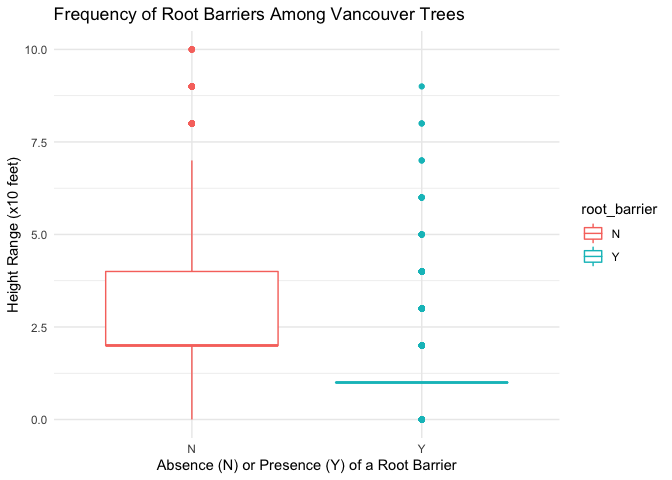 Frequency of Root Barriers Among Vancouver Trees
10.0
7.5
5.0
2.5
0.0
Height Range (x10 feet)
N
Y
Absence (N) or Presence (Y) of a Root Barrier
root_barrier
N
Y